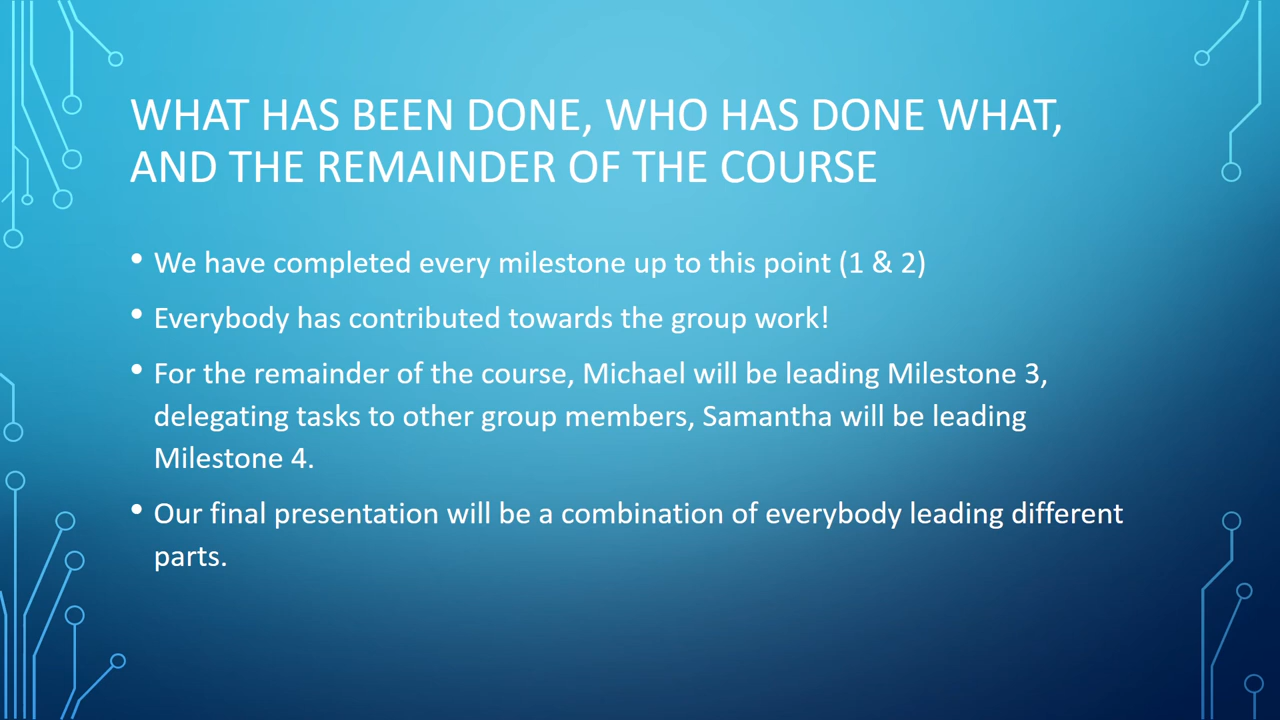 WHAT HAS BEEN DONE, WHO HAS DONE WHAT,
AND THE REMAINDER OF THE COURSE
• We have completed every milestone up to this point (1 & 2)
• Everybody has contributed towards the group work!
• For the remainder of the course, Michael will be leading Milestone 3,
delegating tasks to other group members, Samantha will be leading
Milestone 4.
• Our final presentation will be a combination of everybody leading different
parts.